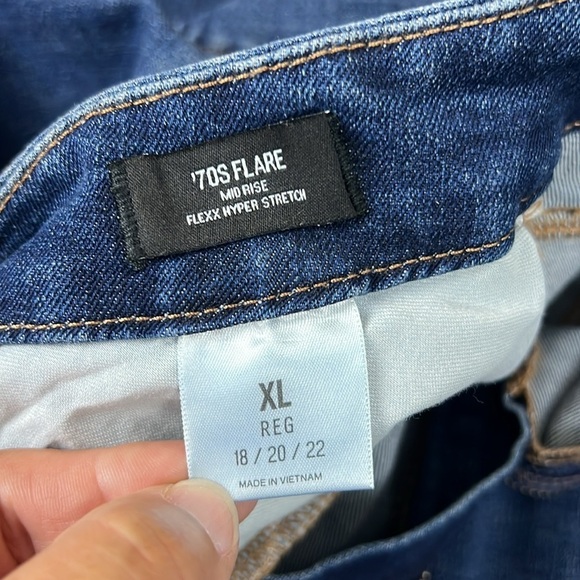 '70S FLARE
MID RISE
FLEXX HYPER STRETCH
XL
REG
18 / 20 / 22
MADE IN VIETNAM